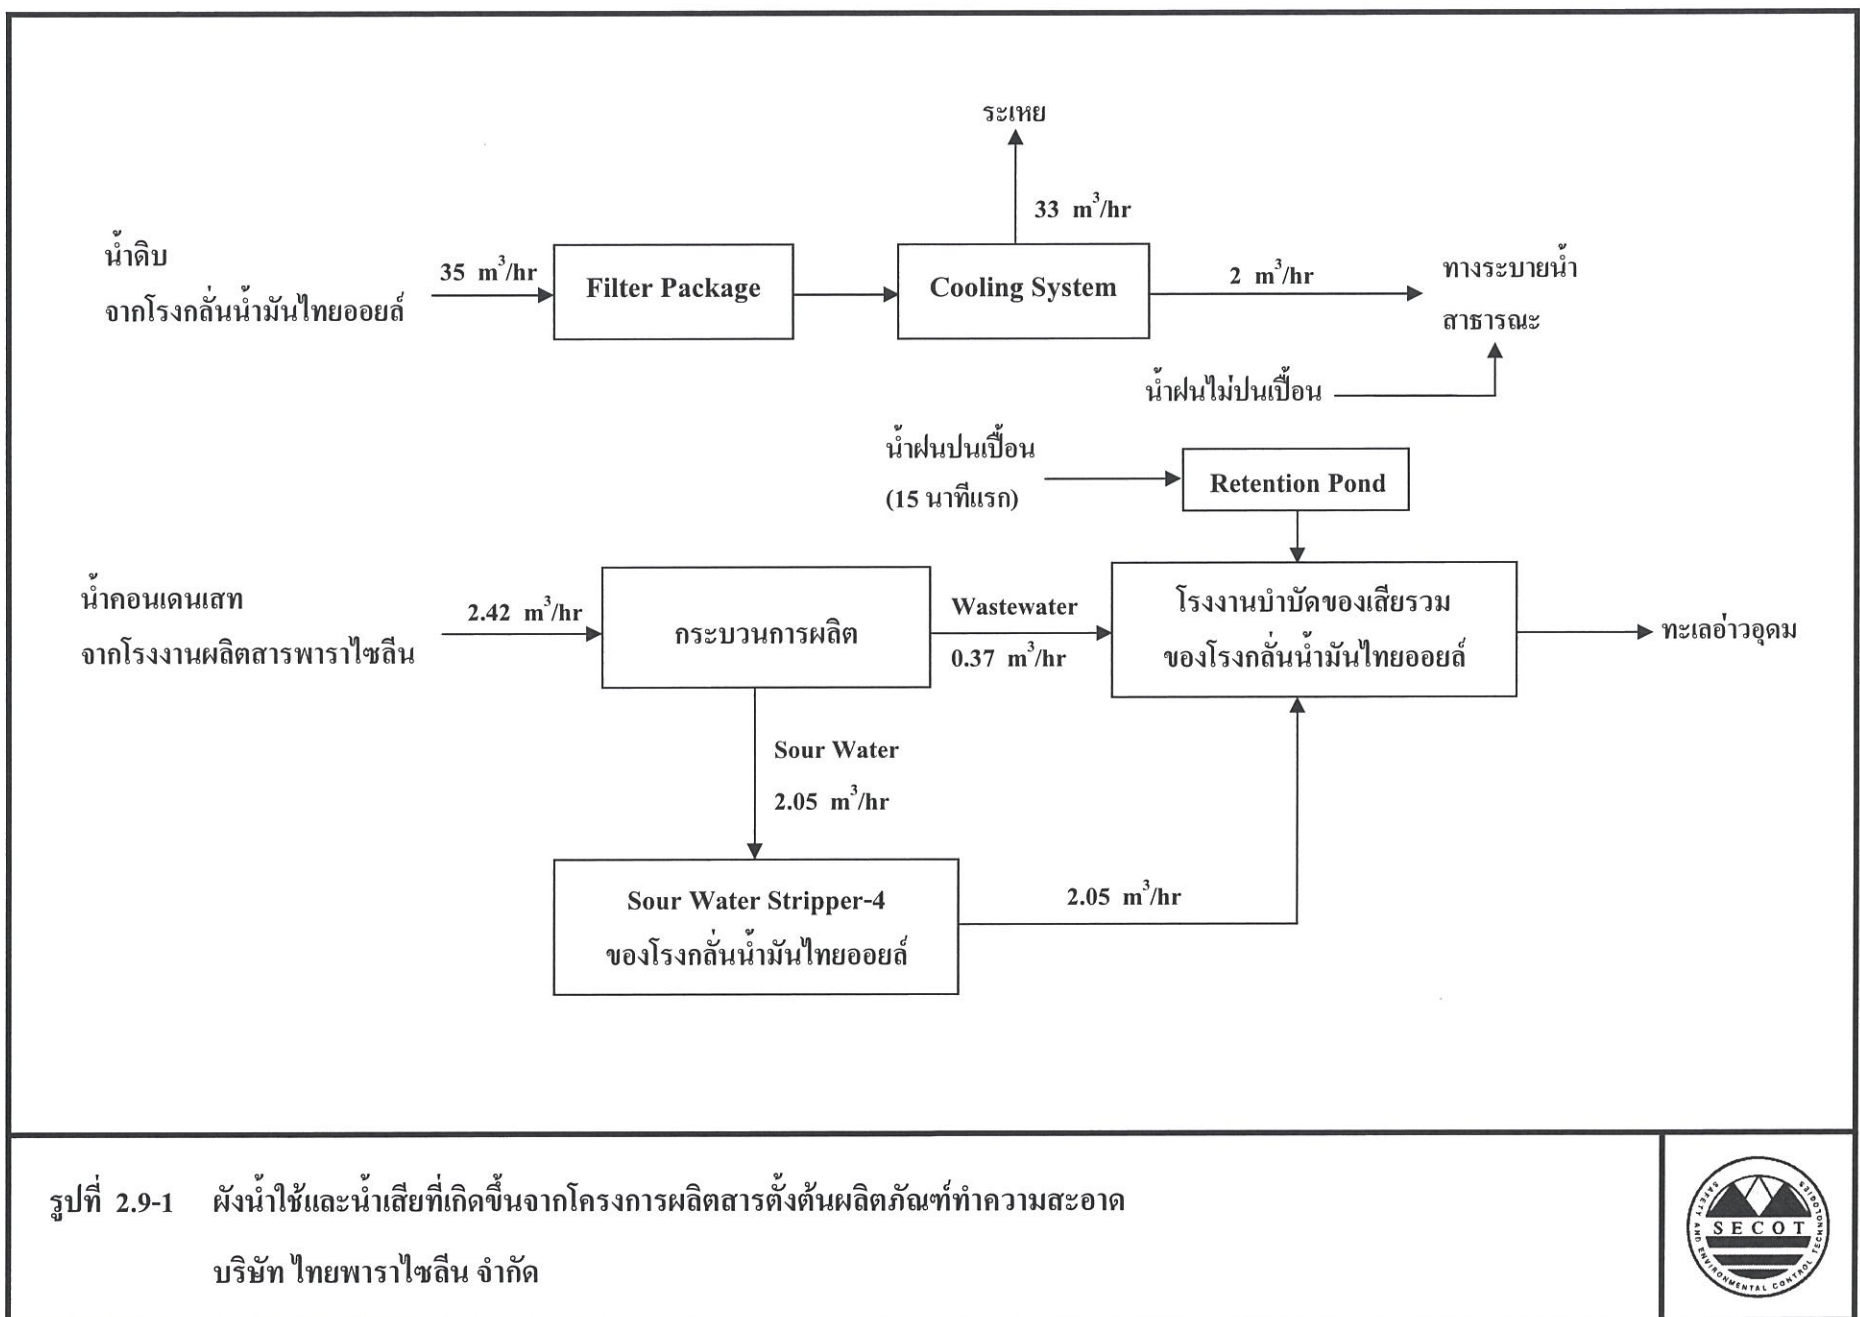 ระเหย
33 m³/hr
น้ำดิบ
จากโรงกลั่นน้ำมันไทยออยล์
35 m³/hr
Filter Package
Cooling System
2 m³/hr
ทางระบายน้ำ
สาธารณะ
น้ำฝนไม่ปนเปื้อน
น้ำฝนปนเปื้อน
(15 นาทีแรก)
Retention Pond
น้ำคอนเดนเสท
จากโรงงานผลิตสารพาราไซลีน
2.42 m³/hr
กระบวนการผลิต
Wastewater
0.37 m³/hr
โรงงานบำบัดของเสียรวม
ของโรงกลั่นน้ำมันไทยออยล์
ทะเลอ่าวอุดม
Sour Water
2.05 m³/hr
Sour Water Stripper-4
ของโรงกลั่นน้ำมันไทยออยล์
2.05 m³/hr
รูปที่ 2.9-1 ผังน้ำใช้และน้ำเสียที่เกิดขึ้นจากโครงการผลิตสารตั้งต้นผลิตภัณฑ์ทำความสะอาด
บริษัท ไทยพาราไซลีน จำกัด
SECOT
SAFETY AND ENVIRONMENTAL CONTROL TECHNOLOGIES